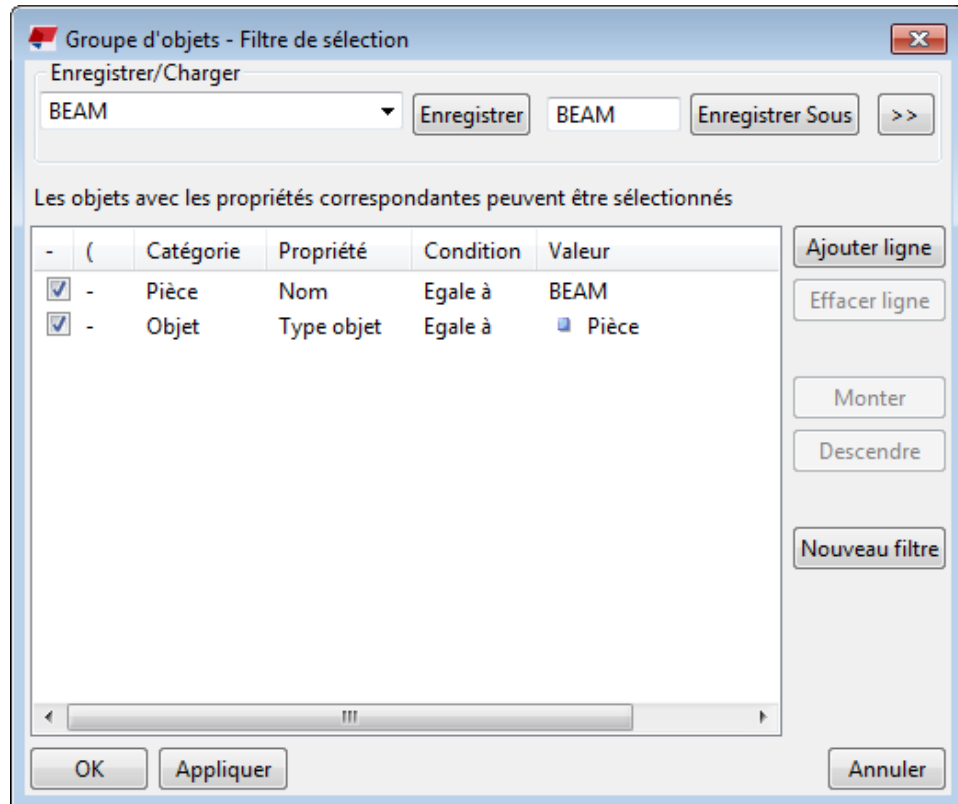 Groupe d'objets - Filtre de sélection
Enregistrer/Charger
BEAM Enregistrer BEAM Enregistrer Sous >>
Les objets avec les propriétés correspondantes peuvent être sélectionnés
- ( Catégorie Propriété Condition Valeur Ajouter ligne
- Pièce Nom Egale à BEAM Effacer ligne
- Objet Type objet Egale à Pièce
Monter
Descendre
Nouveau filtre
OK Appliquer Annuler